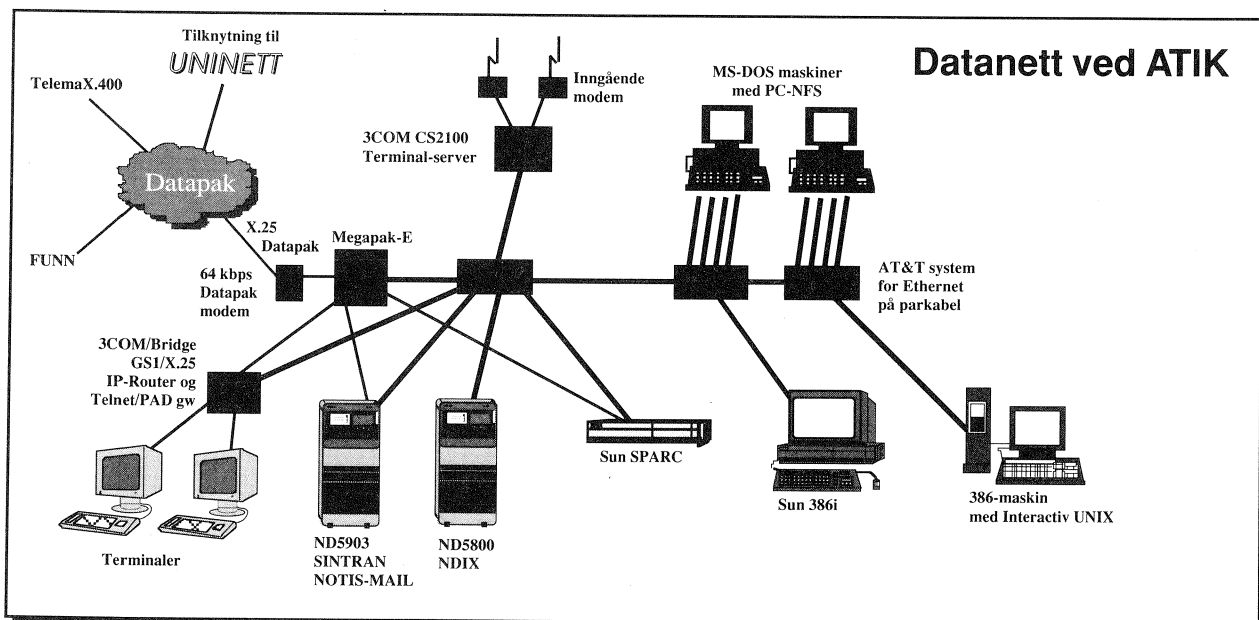 Datanett ved ATIK
Tilknytning til
UNINETT
TelemaX.400
Datapak
FUNN
X.25
Datapak
64 kbps
Datapak
modem
Megapak-E
3COM CS2100
Terminal-server
Inngående
modem
MS-DOS maskiner
med PC-NFS
AT&T system
for Ethernet
på parkabel
3COM/Bridge
GS1/X.25
IP-Router og
Telnet/PAD gw
Terminaler
ND5903
SINTRAN
NOTIS-MAIL
ND5800
NDIX
Sun SPARC
Sun 386i
386-maskin
med Interactiv UNIX